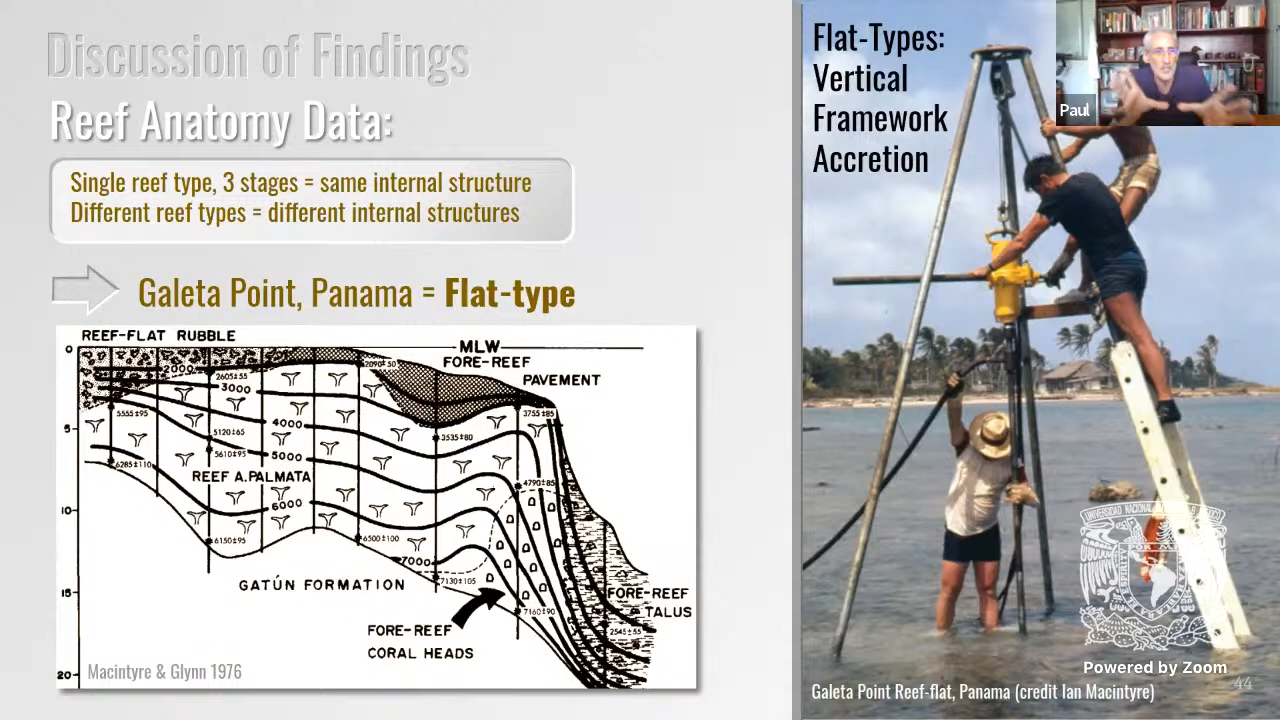 Discussion of Findings
Reef Anatomy Data:
Single reef type, 3 stages = same internal structure
Different reef types = different internal structures
Galeta Point, Panama = Flat-type
REEF-FLAT RUBBLE
0
MLW
FORE-REEF
PAVEMENT
2000
2605±55
2090±50
3000
5555±95
3755±85
4000
5
5120±65
3535±80
5610±95
5000
6285±110
REEF A.PALMATA
4790±85
10
6000
6150±95
6500±100
7000
7130±105
GATÚN FORMATION
15
FORE-REEF
TALUS
7160±90
2545±55
FORE-REEF
CORAL HEADS
20
Macintyre & Glynn 1976
Flat-Types:
Vertical
Framework
Accretion
Paul
Powered by Zoom
44
Galeta Point Reef-flat, Panama (credit Ian Macintyre)